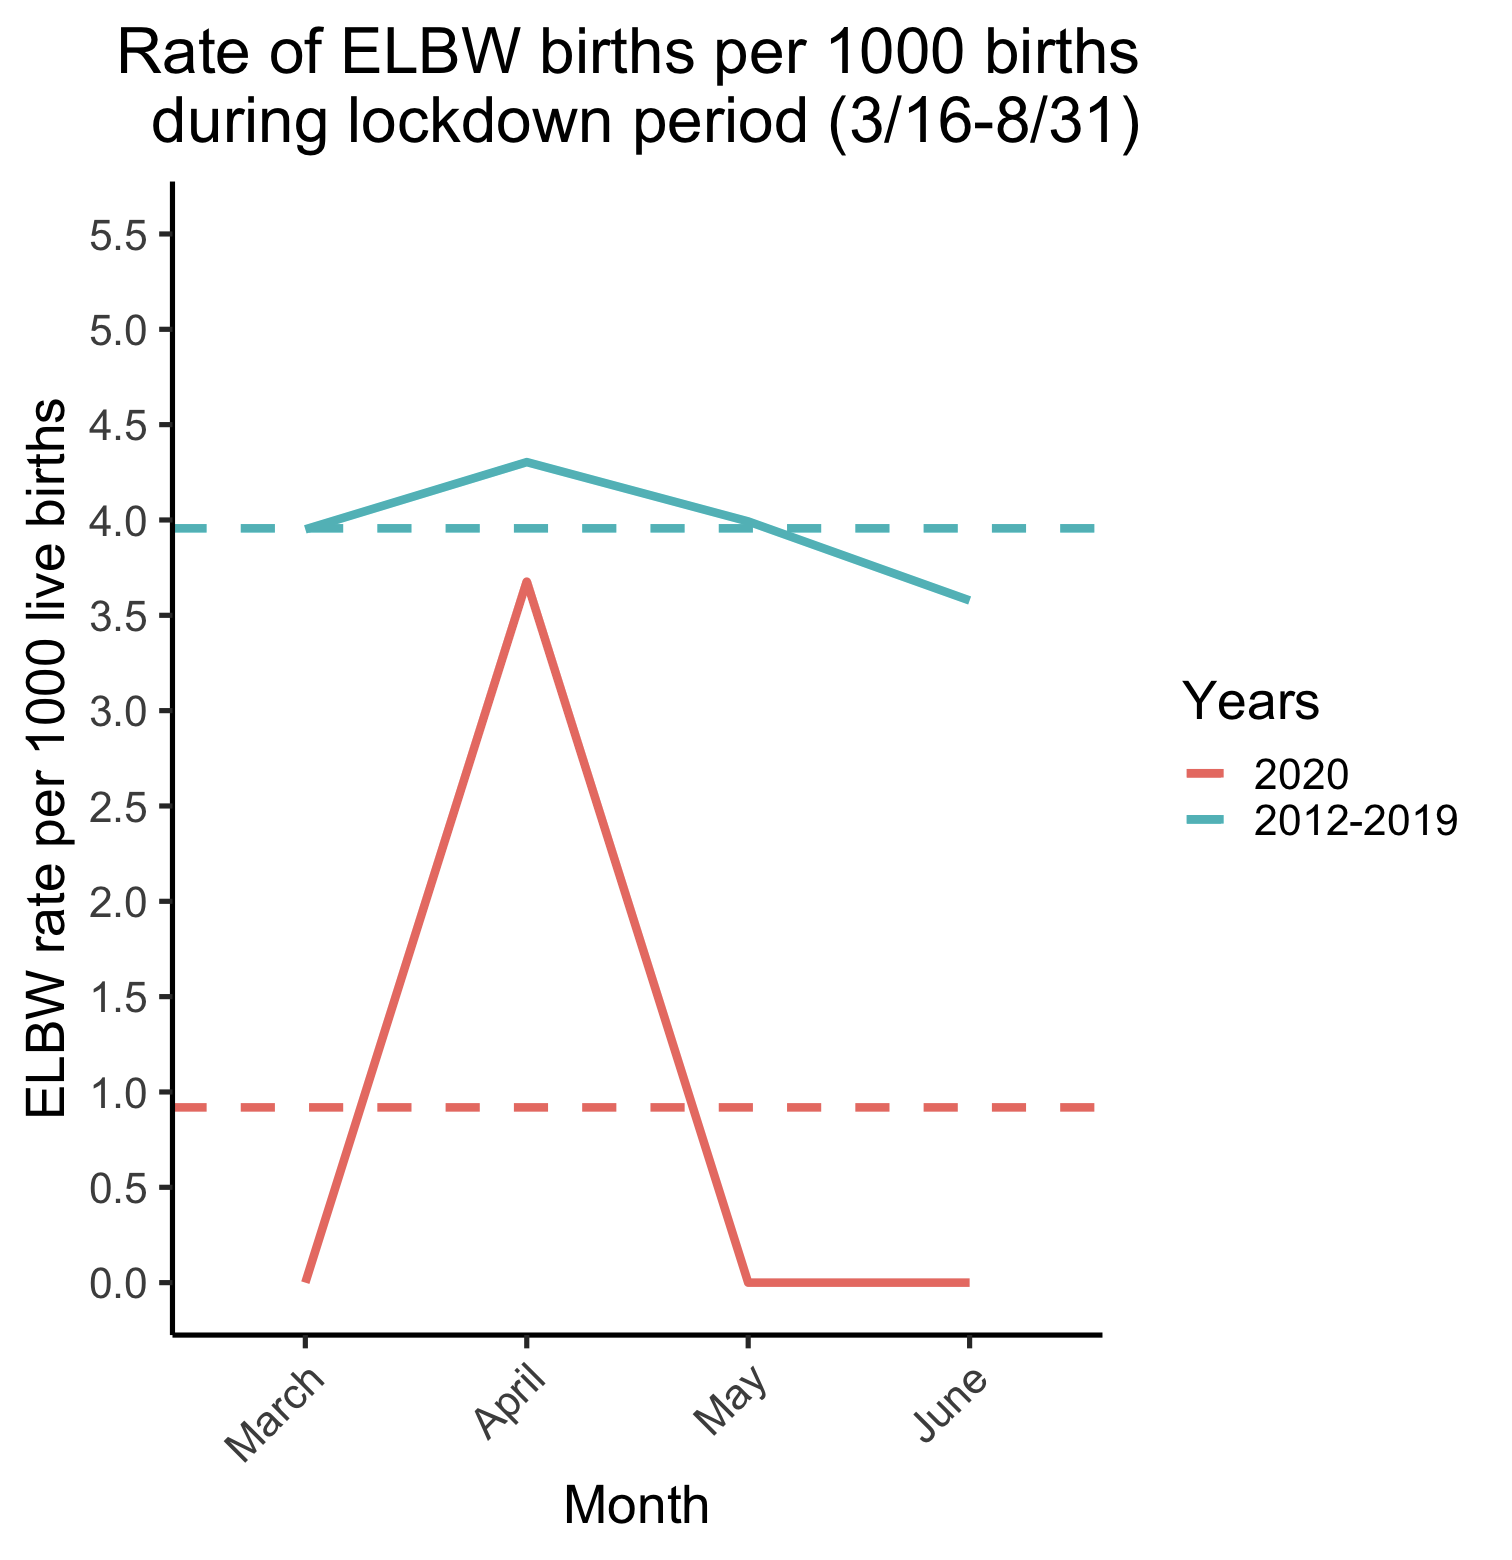 Rate of ELBW births per 1000 births
during lockdown period (3/16-8/31)
ELBW rate per 1000 live births
5.5
5.0
4.5
4.0
3.5
3.0
2.5
2.0
1.5
1.0
0.5
0.0
March
April
May
June
Month
Years
2020
2012-2019